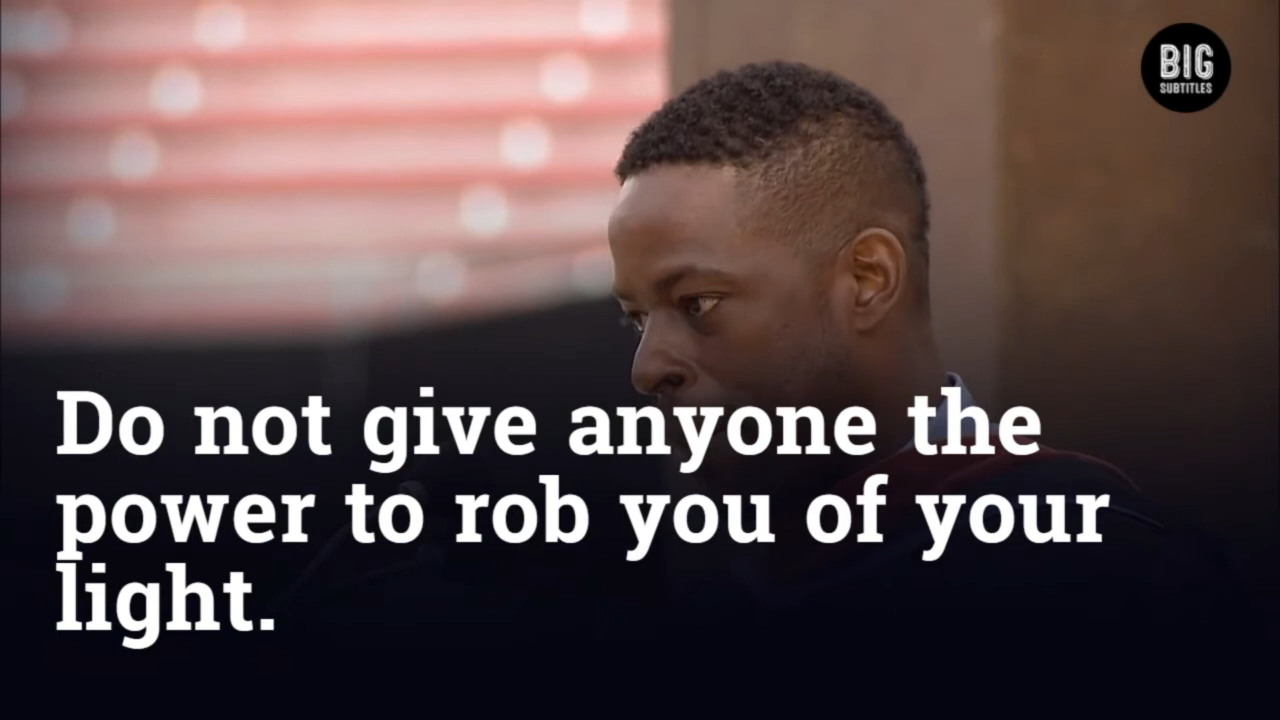 BIG
SUBTITLES
Do not give anyone the
power to rob you of your
light.